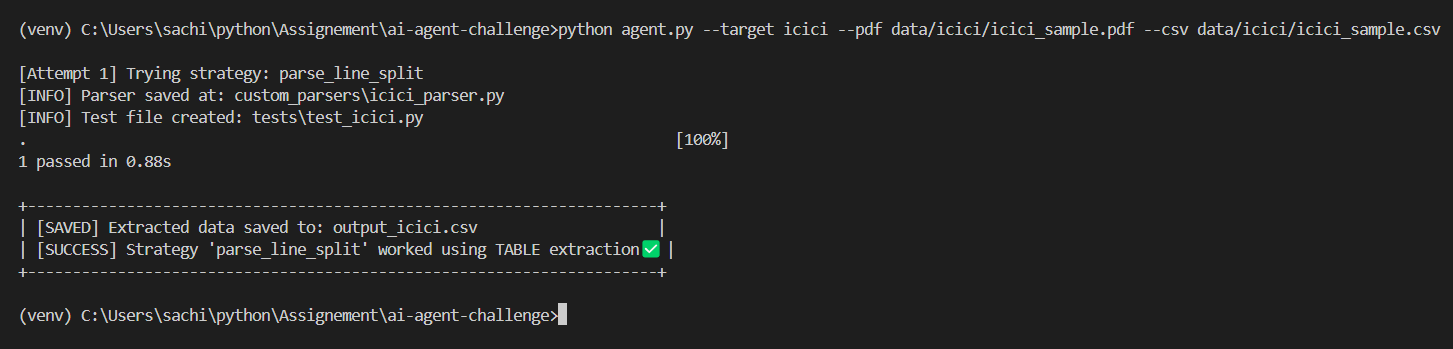 (venv) C:\Users\sachi\python\Assignement\ai-agent-challenge>python agent.py --target icici --pdf data/icici/icici_sample.pdf --csv data/icici/icici_sample.csv
[Attempt 1] Trying strategy: parse_line_split
[INFO] Parser saved at: custom_parsers\icici_parser.py
[INFO] Test file created: tests\test_icici.py
. [100%]
1 passed in 0.88s
+----------------------------------------------------------------------+
| [SAVED] Extracted data saved to: output_icici.csv |
| [SUCCESS] Strategy 'parse_line_split' worked using TABLE extraction✅ |
+----------------------------------------------------------------------+
(venv) C:\Users\sachi\python\Assignement\ai-agent-challenge>